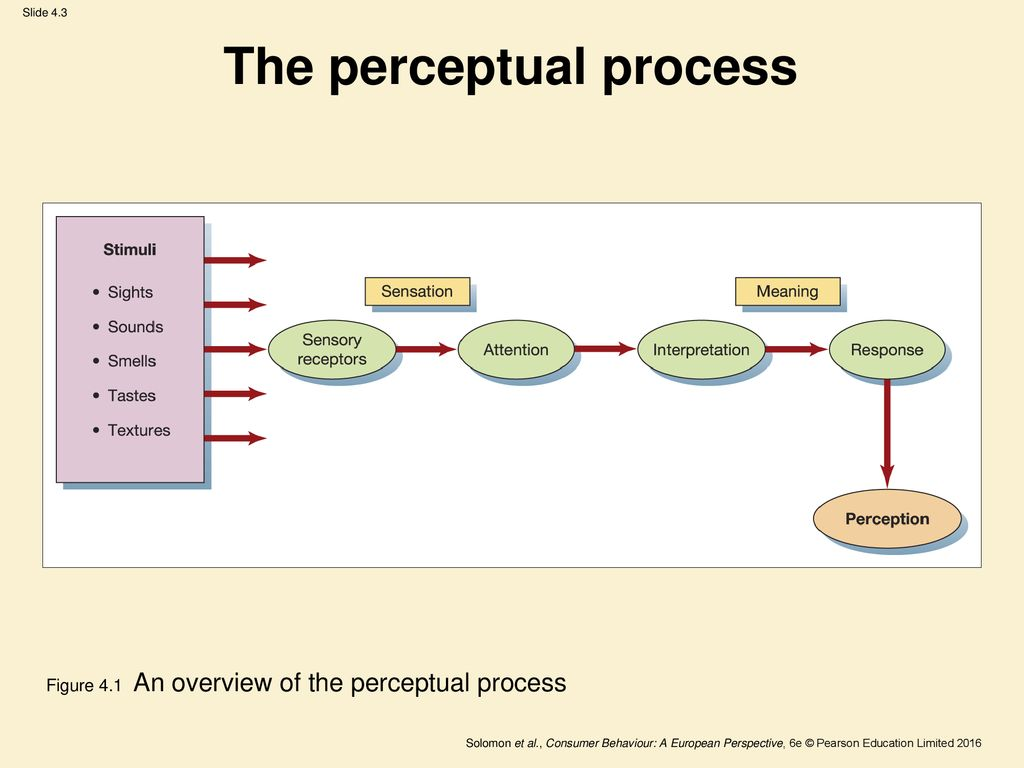 Slide 4.3
The perceptual process
Stimuli
• Sights
• Sounds
• Smells
• Tastes
• Textures
Sensation
Meaning
Sensory
receptors
Attention
Interpretation
Response
Perception
Figure 4.1 An overview of the perceptual process
Solomon et al., Consumer Behaviour: A European Perspective, 6e © Pearson Education Limited 2016